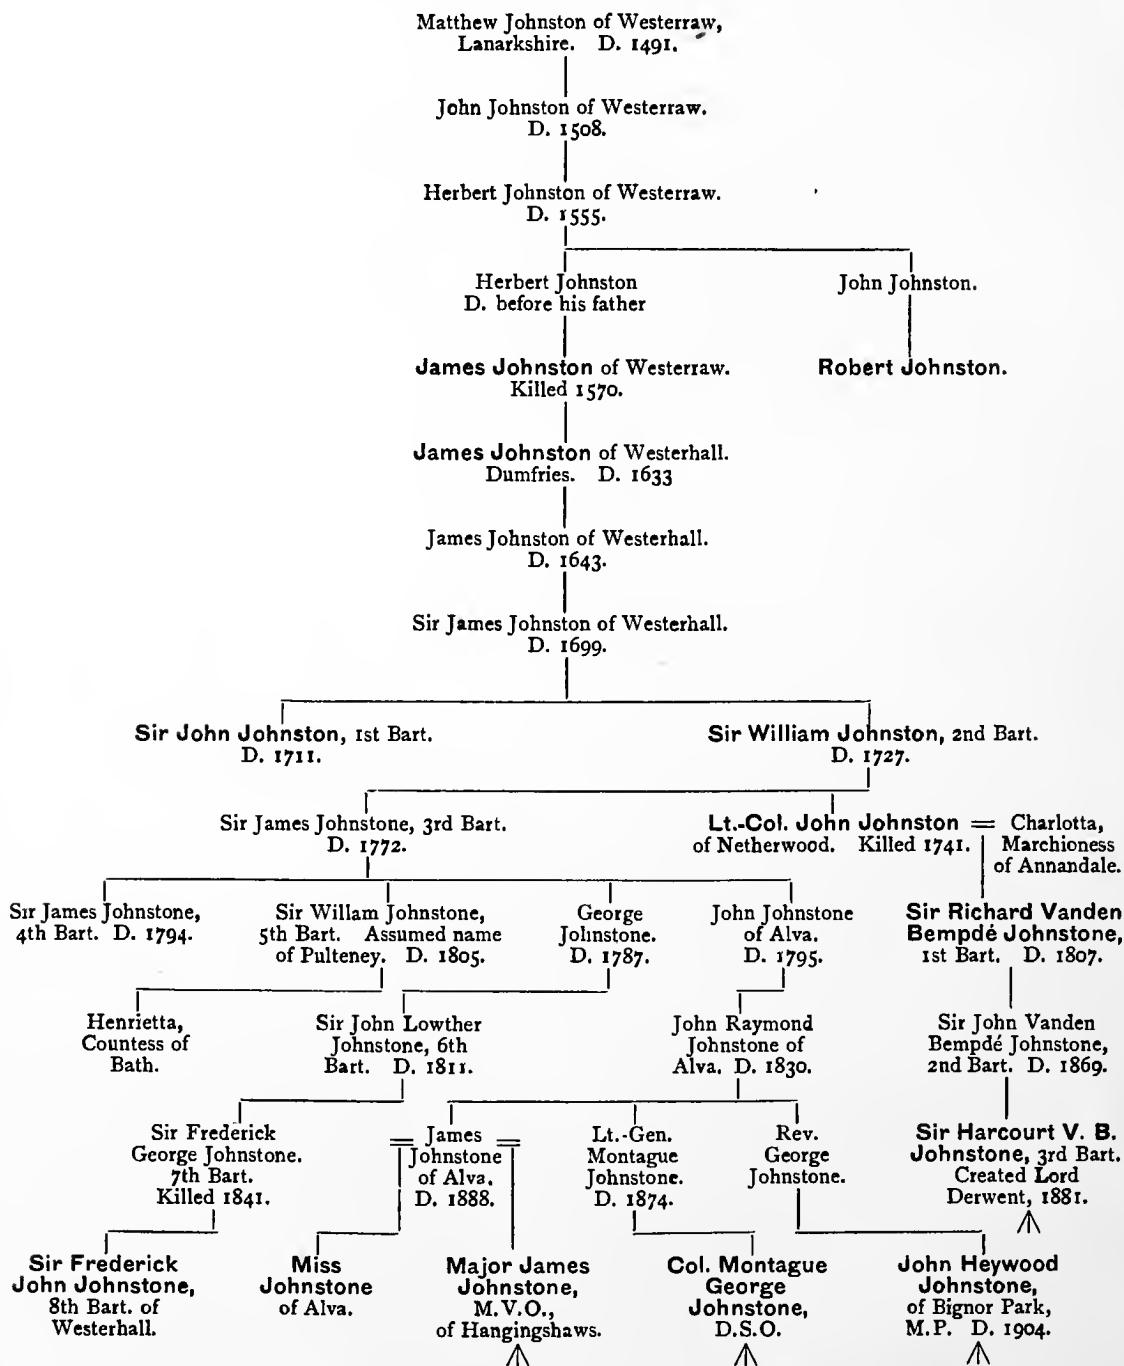 Matthew Johnston of Westerraw,
Lanarkshire. D. 1491.
John Johnston of Westerraw.
D. 1508.
Herbert Johnston of Westerraw.
D. 1555.
Herbert Johnston
D. before his father
John Johnston.
James Johnston of Westerraw.
Killed 1570.
Robert Johnston.
James Johnston of Westerhall.
Dumfries. D. 1633
James Johnston of Westerhall.
D. 1643.
Sir James Johnston of Westerhall.
D. 1699.
Sir John Johnston, 1st Bart.
D. 1711.
Sir William Johnston, 2nd Bart.
D. 1727.
Sir James Johnstone, 3rd Bart.
D. 1772.
Lt.-Col. John Johnston
of Netherwood. Killed 1741.
=
Charlotta,
Marchioness
of Annandale.
Sir James Johnstone,
4th Bart. D. 1794.
Sir Willam Johnstone,
5th Bart. Assumed name
of Pulteney. D. 1805.
George
Johnstone.
D. 1787.
John Johnstone
of Alva.
D. 1795.
Sir Richard Vanden
Bempdé Johnstone,
1st Bart. D. 1807.
Henrietta,
Countess of
Bath.
Sir John Lowther
Johnstone, 6th
Bart. D. 1811.
John Raymond
Johnstone of
Alva. D. 1830.
Sir John Vanden
Bempdé Johnstone,
2nd Bart. D. 1869.
Sir Frederick
George Johnstone.
7th Bart.
Killed 1841.
= James =
Johnstone
of Alva.
D. 1888.
Lt.-Gen.
Montague
Johnstone.
D. 1874.
Rev.
George
Johnstone.
Sir Harcourt V. B.
Johnstone, 3rd Bart.
Created Lord
Derwent, 1881.
Sir Frederick
John Johnstone,
8th Bart. of
Westerhall.
Miss
Johnstone
of Alva.
Major James
Johnstone,
M.V.O.,
of Hangingshaws.
Col. Montague
George
Johnstone,
D.S.O.
John Heywood
Johnstone,
of Bignor Park,
M.P. D. 1904.